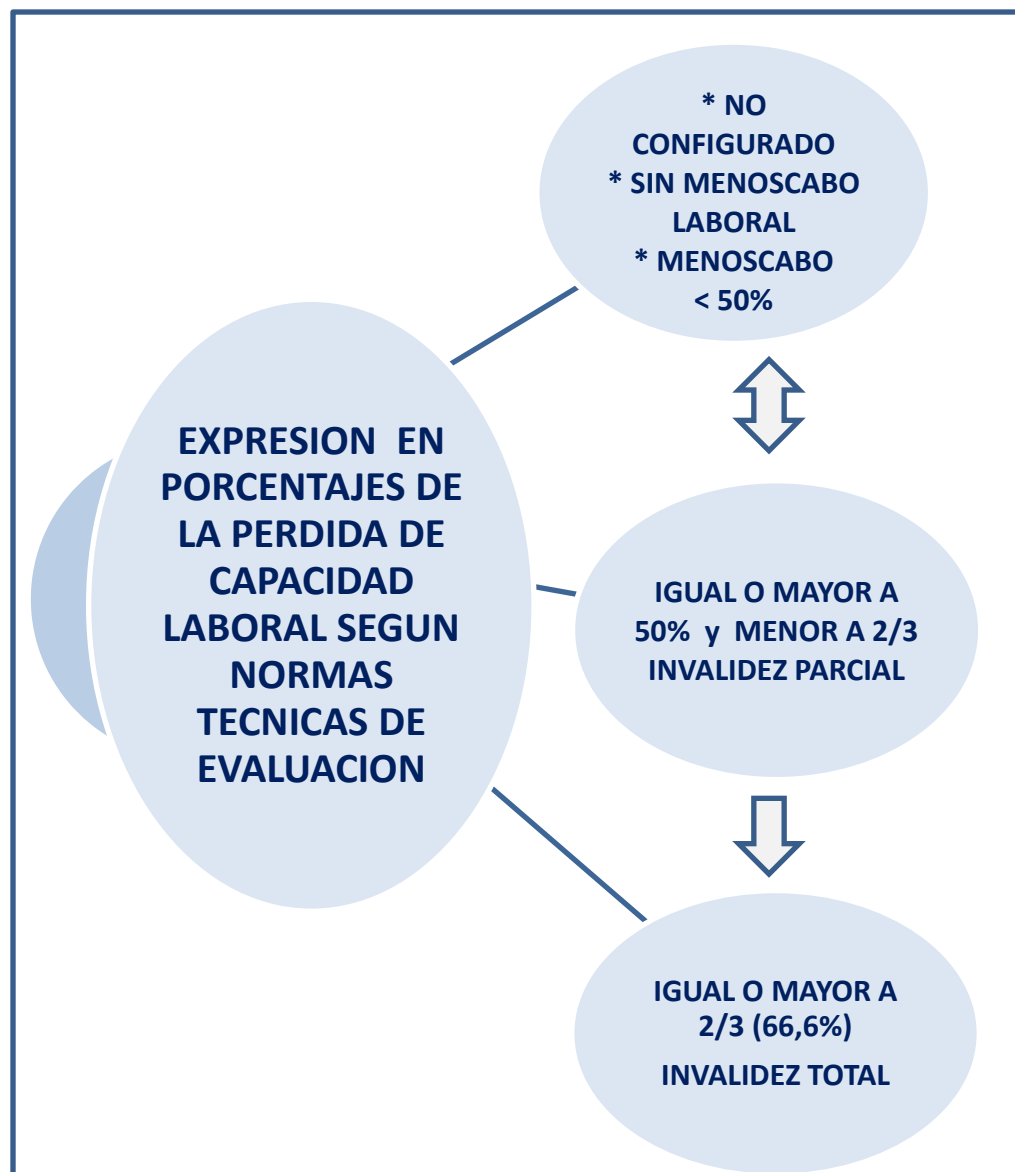 * NO
CONFIGURADO
* SIN MENOSCABO
LABORAL
* MENOSCABO
< 50%
EXPRESION EN
PORCENTAJES DE
LA PERDIDA DE
CAPACIDAD
LABORAL SEGUN
NORMAS
TECNICAS DE
EVALUACION
IGUAL O MAYOR A
50% y MENOR A 2/3
INVALIDEZ PARCIAL
IGUAL O MAYOR A
2/3 (66,6%)
INVALIDEZ TOTAL